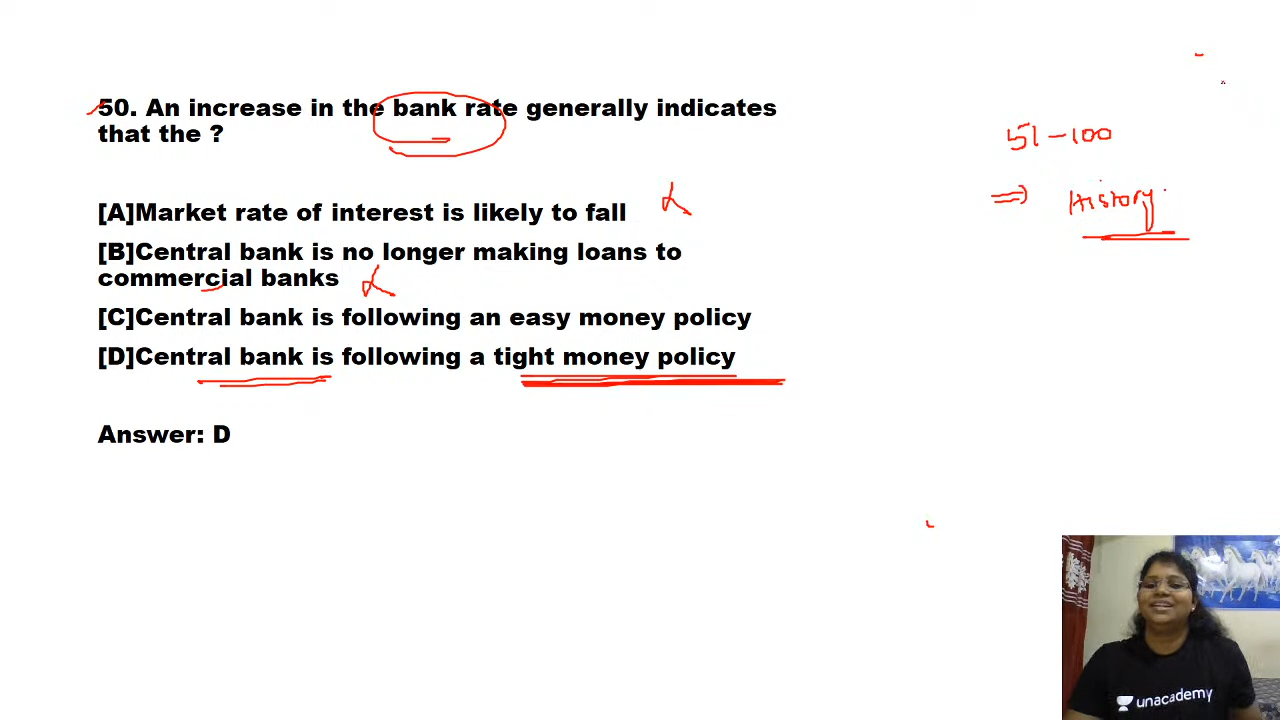 50. An increase in the bank rate generally indicates
that the ?
[A]Market rate of interest is likely to fall
[B]Central bank is no longer making loans to
commercial banks
[C]Central bank is following an easy money policy
[D]Central bank is following a tight money policy
Answer: D
51-100
⇒ History
unacademy